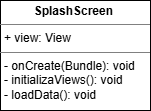 SplashScreen
+ view: View
- onCreate(Bundle): void
- initializaViews(): void
- loadData(): void